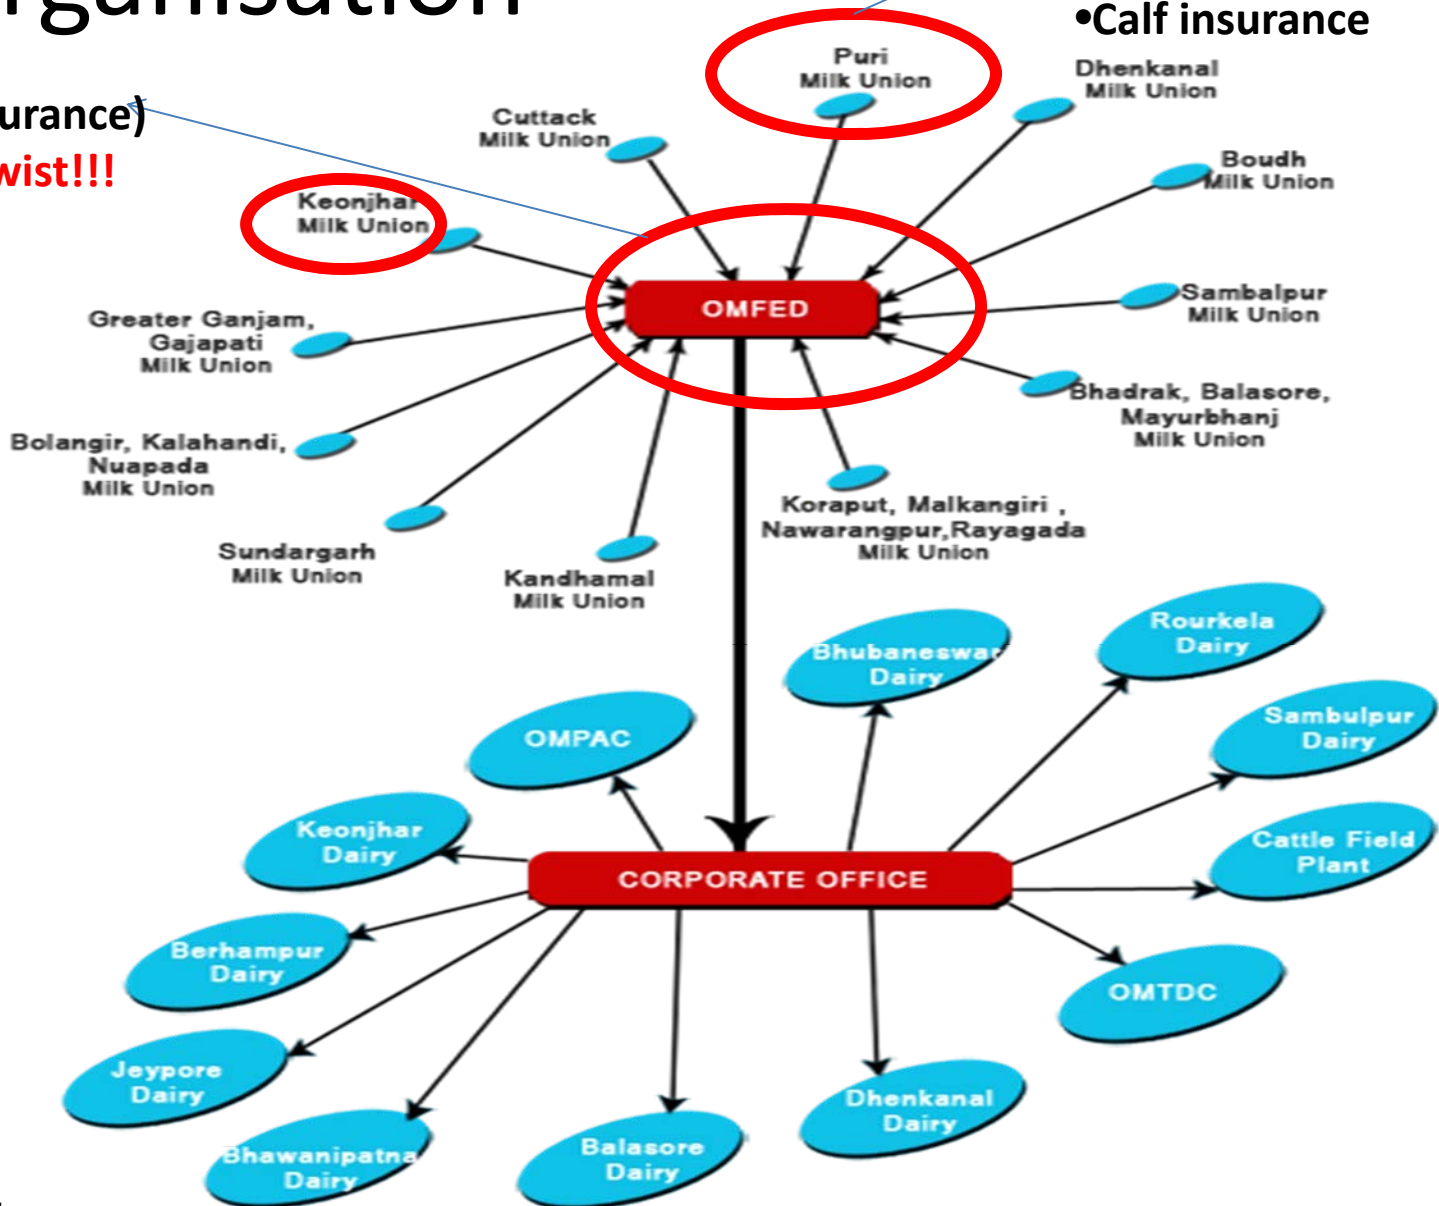 rganisation
•Calf insurance
Puri
Milk Union
Dhenkanal
Milk Union
urance)
wist!!!
Cuttack
Milk Union
Boudh
Milk Union
Keonjhar
Milk Union
OMFED
Sambalpur
Milk Union
Greater Ganjam,
Gajapati
Milk Union
Bhadrak, Balasore,
Mayurbhanj
Milk Union
Bolangir, Kalahandi,
Nuapada
Milk Union
Koraput, Malkangiri ,
Nawarangpur,Rayagada
Milk Union
Sundargarh
Milk Union
Kandhamal
Milk Union
Rourkela
Dairy
Bhubaneswar
Dairy
Sambulpur
Dairy
OMPAC
Keonjhar
Dairy
Cattle Field
Plant
CORPORATE OFFICE
Berhampur
Dairy
OMTDC
Jeypore
Dairy
Dhenkanal
Dairy
Bhawanipatna
Dairy
Balasore
Dairy